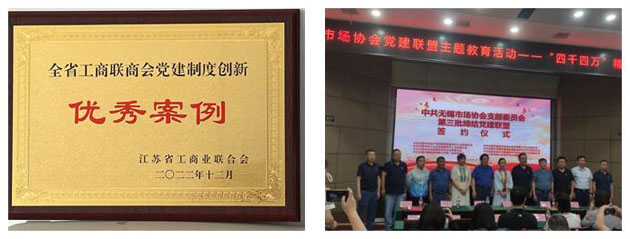 全省工商联商会党建制度创新
优秀案例
江苏省工商业联合会
二〇二二年十二月
市场协会党建联盟主题教育活动——“四千四万”精
中共无锡市场协会支部委员会
第三批缔结党建联盟
签约仪式